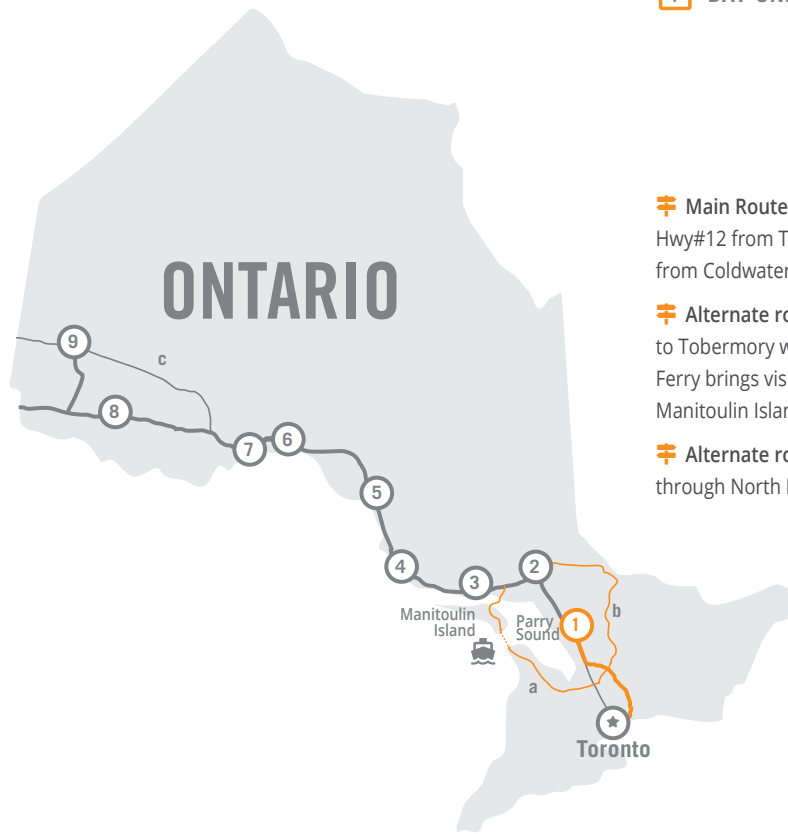 ONTARIO
9
c
8
7
6
5
4
3
2
Manitoulin
Island
Parry
Sound
1
b
a
Toronto
Main Route
Hwy#12 from T
from Coldwater
Alternate ro
to Tobermory w
Ferry brings vis
Manitoulin Islan
Alternate ro
through North